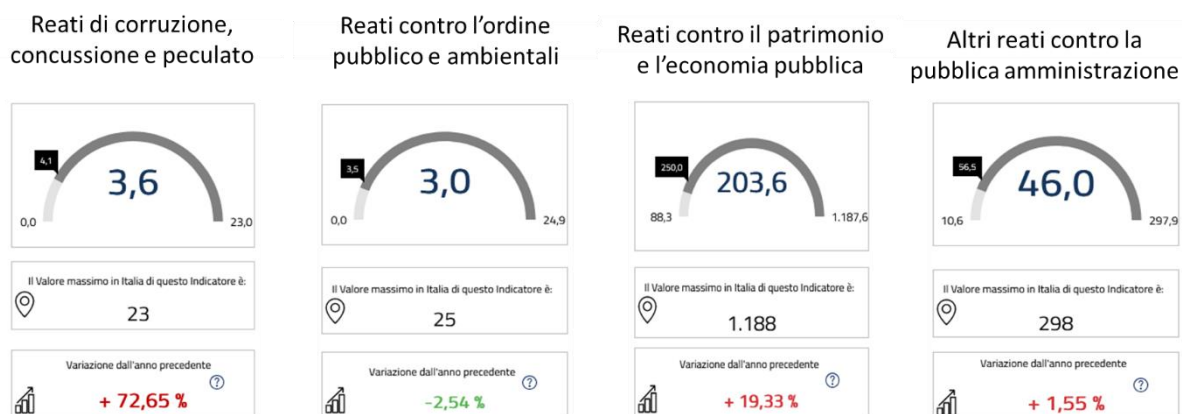 Reati di corruzione,
concussione e peculato
4,1
3,6
0,0
23,0
Il Valore massimo in Italia di questo Indicatore è:
23
Variazione dall'anno precedente
?
+ 72,65 %
Reati contro l'ordine
pubblico e ambientali
3,5
3,0
0,0
24,9
Il Valore massimo in Italia di questo Indicatore è:
25
Variazione dall'anno precedente
?
-2,54 %
Reati contro il patrimonio
e l'economia pubblica
250,0
203,6
88,3
1.187,6
Il Valore massimo in Italia di questo Indicatore è:
1.188
Variazione dall'anno precedente
?
+ 19,33 %
Altri reati contro la
pubblica amministrazione
56,5
46,0
10,6
297,9
Il Valore massimo in Italia di questo Indicatore è:
298
Variazione dall'anno precedente
?
+ 1,55 %